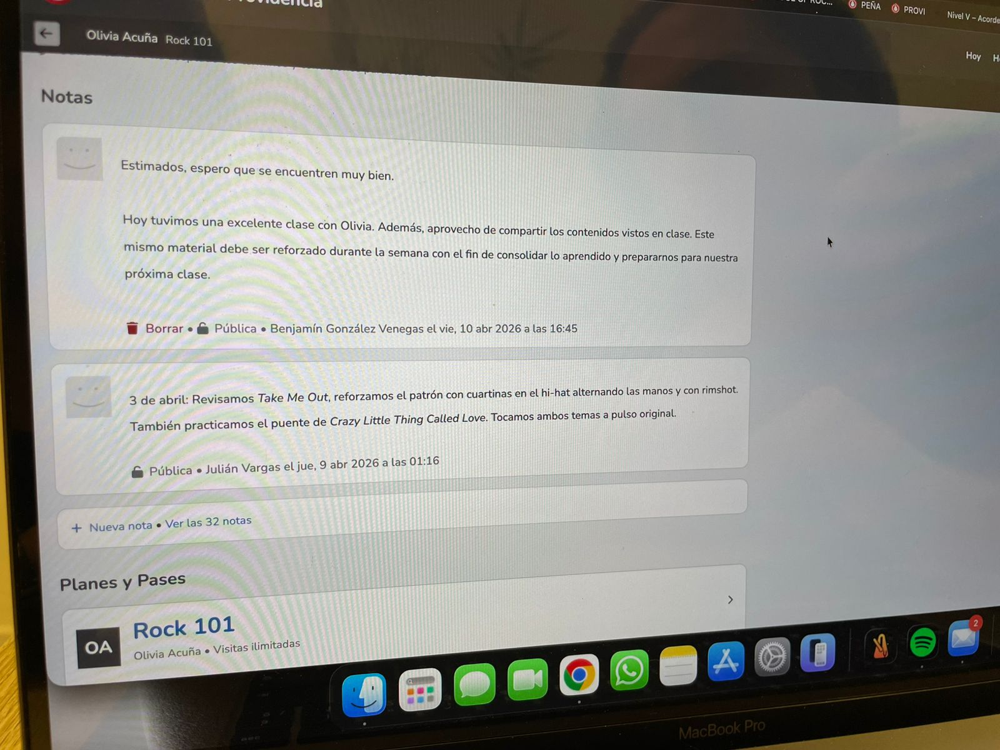 PEÑA
PROVI
Nivel V – Acorde
Olivia Acuña Rock 101
Hoy
Notas
Estimados, espero que se encuentren muy bien.
Hoy tuvimos una excelente clase con Olivia. Además, aprovecho de compartir los contenidos vistos en clase. Este
mismo material debe ser reforzado durante la semana con el fin de consolidar lo aprendido y prepararnos para nuestra
próxima clase.
Borrar • Pública • Benjamín González Venegas el vie, 10 abr 2026 a las 16:45
3 de abril: Revisamos Take Me Out, reforzamos el patrón con cuartinas en el hi-hat alternando las manos y con rimshot.
También practicamos el puente de Crazy Little Thing Called Love. Tocamos ambos temas a pulso original.
Pública • Julián Vargas el jue, 9 abr 2026 a las 01:16
+ Nueva nota • Ver las 32 notas
Planes y Pases
OA
Rock 101
Olivia Acuña • Visitas ilimitadas
2
MacBook Pro